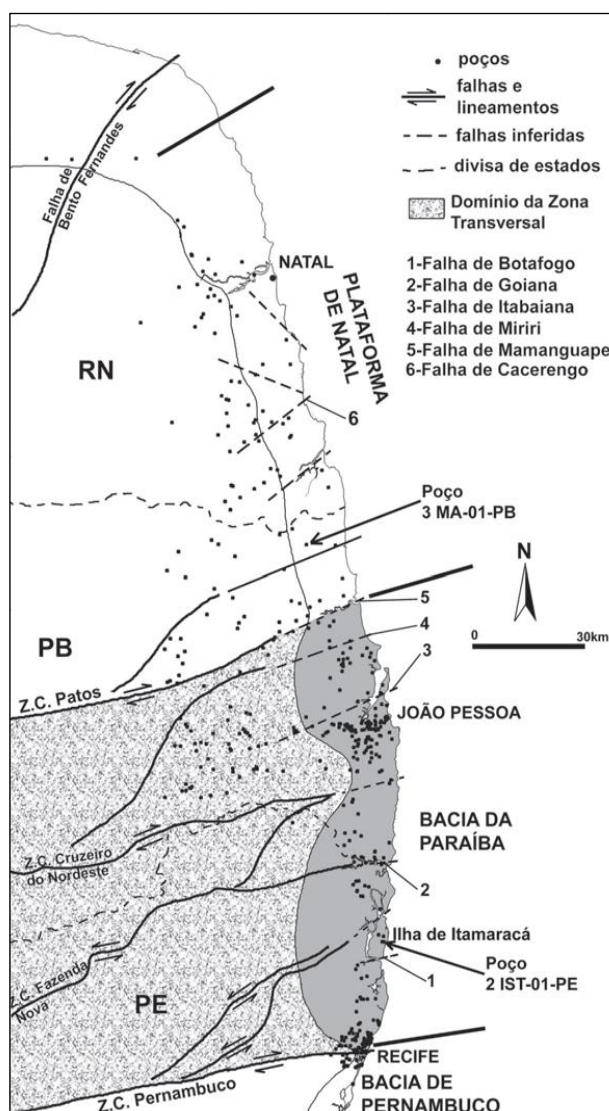 poços
falhas e
lineamentos
falhas inferidas
divisa de estados
Domínio da Zona
Transversal
1-Falha de Botafogo
2-Falha de Goiana
3-Falha de Itabaiana
4-Falha de Miriri
5-Falha de Mamanguape
6-Falha de Cacerengo
Falha de
Bento Fernandes
NATAL
PLATAFORMA
DE NATAL
RN
6
Poço
3 MA-01-PB
N
0 30km
5
4
3
PB
Z.C. Patos
JOÃO PESSOA
BACIA DA
PARAÍBA
Z.C. Cruzeiro
do Nordeste
2
Ilha de Itamaracá
Z.C. Fazenda
Nova
1
Poço
2 IST-01-PE
PE
RECIFE
Z.C. Pernambuco
BACIA DE
PERNAMBUCO